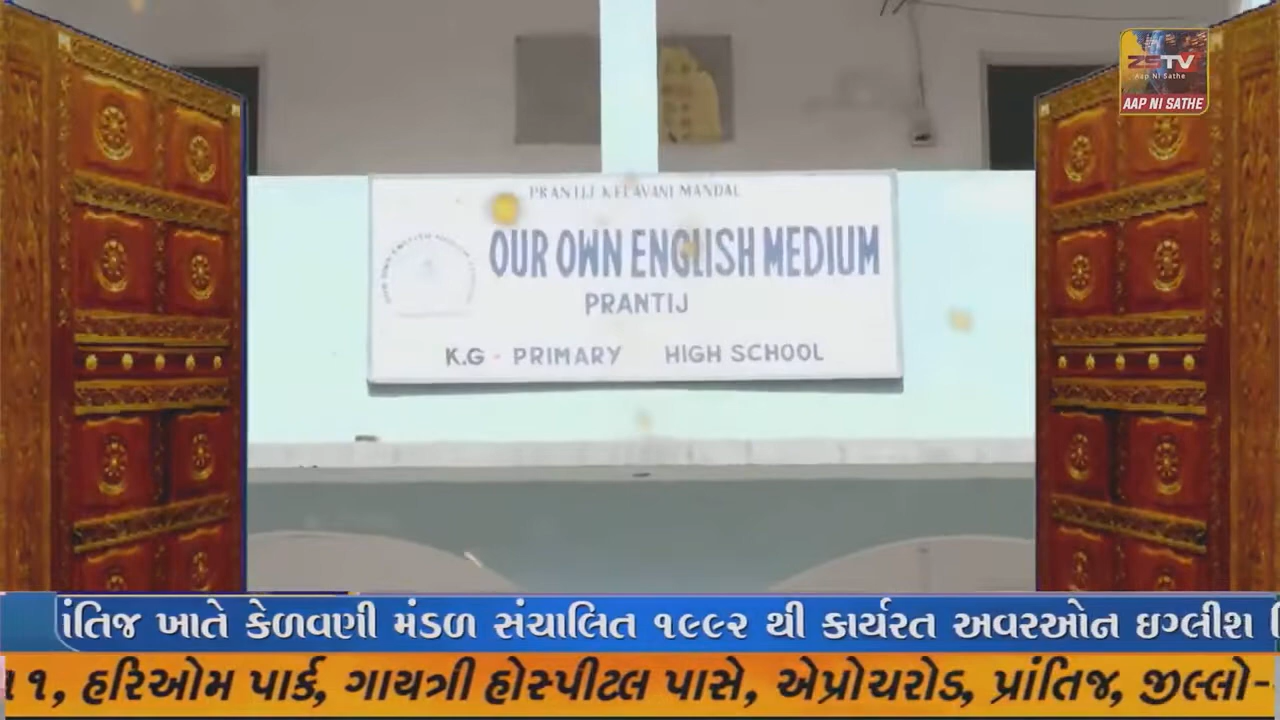 ZSTV
Aap Ni Sathe
AAP NI SATHE
PRANTIJ KELAVANI MANDAL
OUR OWN ENGLISH MEDIUM
PRANTIJ
K.G - PRIMARY HIGH SCHOOL
ાંતિજ ખાતે કેળવણી મંડળ સંચાલિત ૧૯૯૨ થી કાર્યરત અવરઓન ઇંગ્લીશ
૧, હરિઓમ પાર્ક, ગાયત્રી હોસ્પીટલ પાસે, એપ્રોચરોડ, પ્રાંતિજ, જીલ્લો-